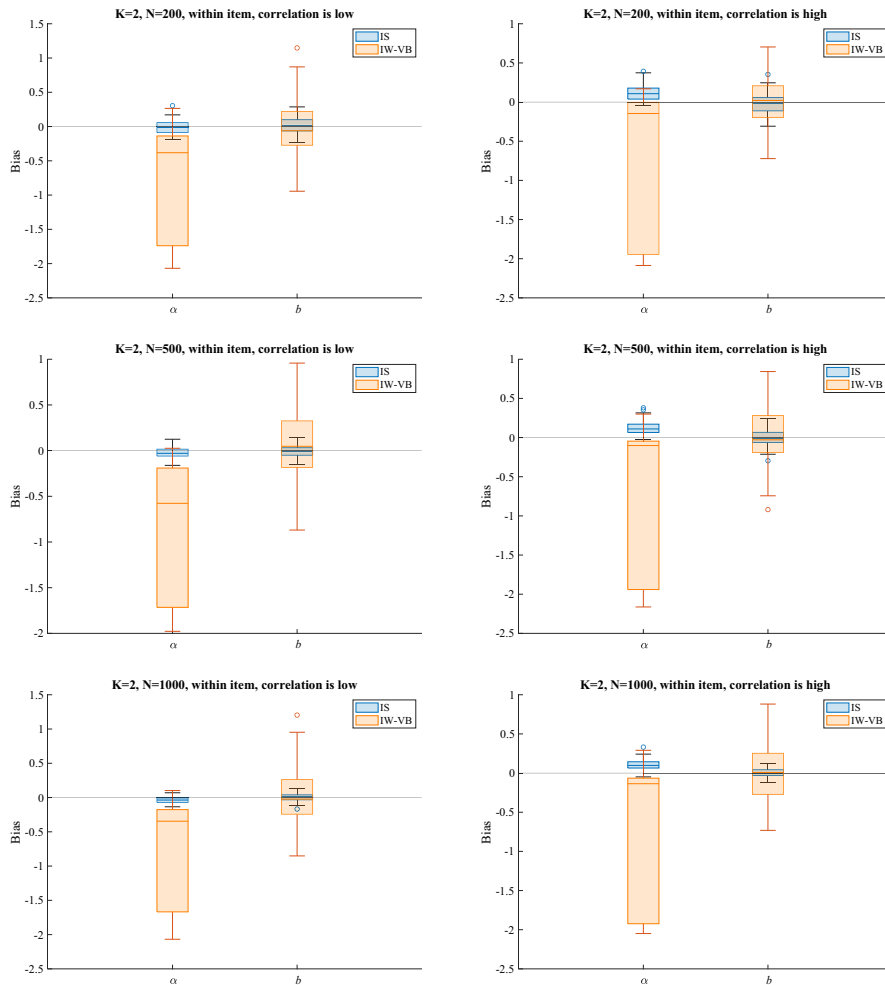 K=2, N=200, within item, correlation is low
1.5
1
0.5
0
-0.5
-1
-1.5
-2
-2.5
Bias
α
b
IS
IW-VB
K=2, N=200, within item, correlation is high
1
0.5
0
-0.5
-1
-1.5
-2
-2.5
Bias
α
b
IS
IW-VB
K=2, N=500, within item, correlation is low
1
0.5
0
-0.5
-1
-1.5
-2
Bias
α
b
IS
IW-VB
K=2, N=500, within item, correlation is high
1
0.5
0
-0.5
-1
-1.5
-2
-2.5
Bias
α
b
IS
IW-VB
K=2, N=1000, within item, correlation is low
1.5
1
0.5
0
-0.5
-1
-1.5
-2
-2.5
Bias
α
b
IS
IW-VB
K=2, N=1000, within item, correlation is high
1
0.5
0
-0.5
-1
-1.5
-2
-2.5
Bias
α
b
IS
IW-VB